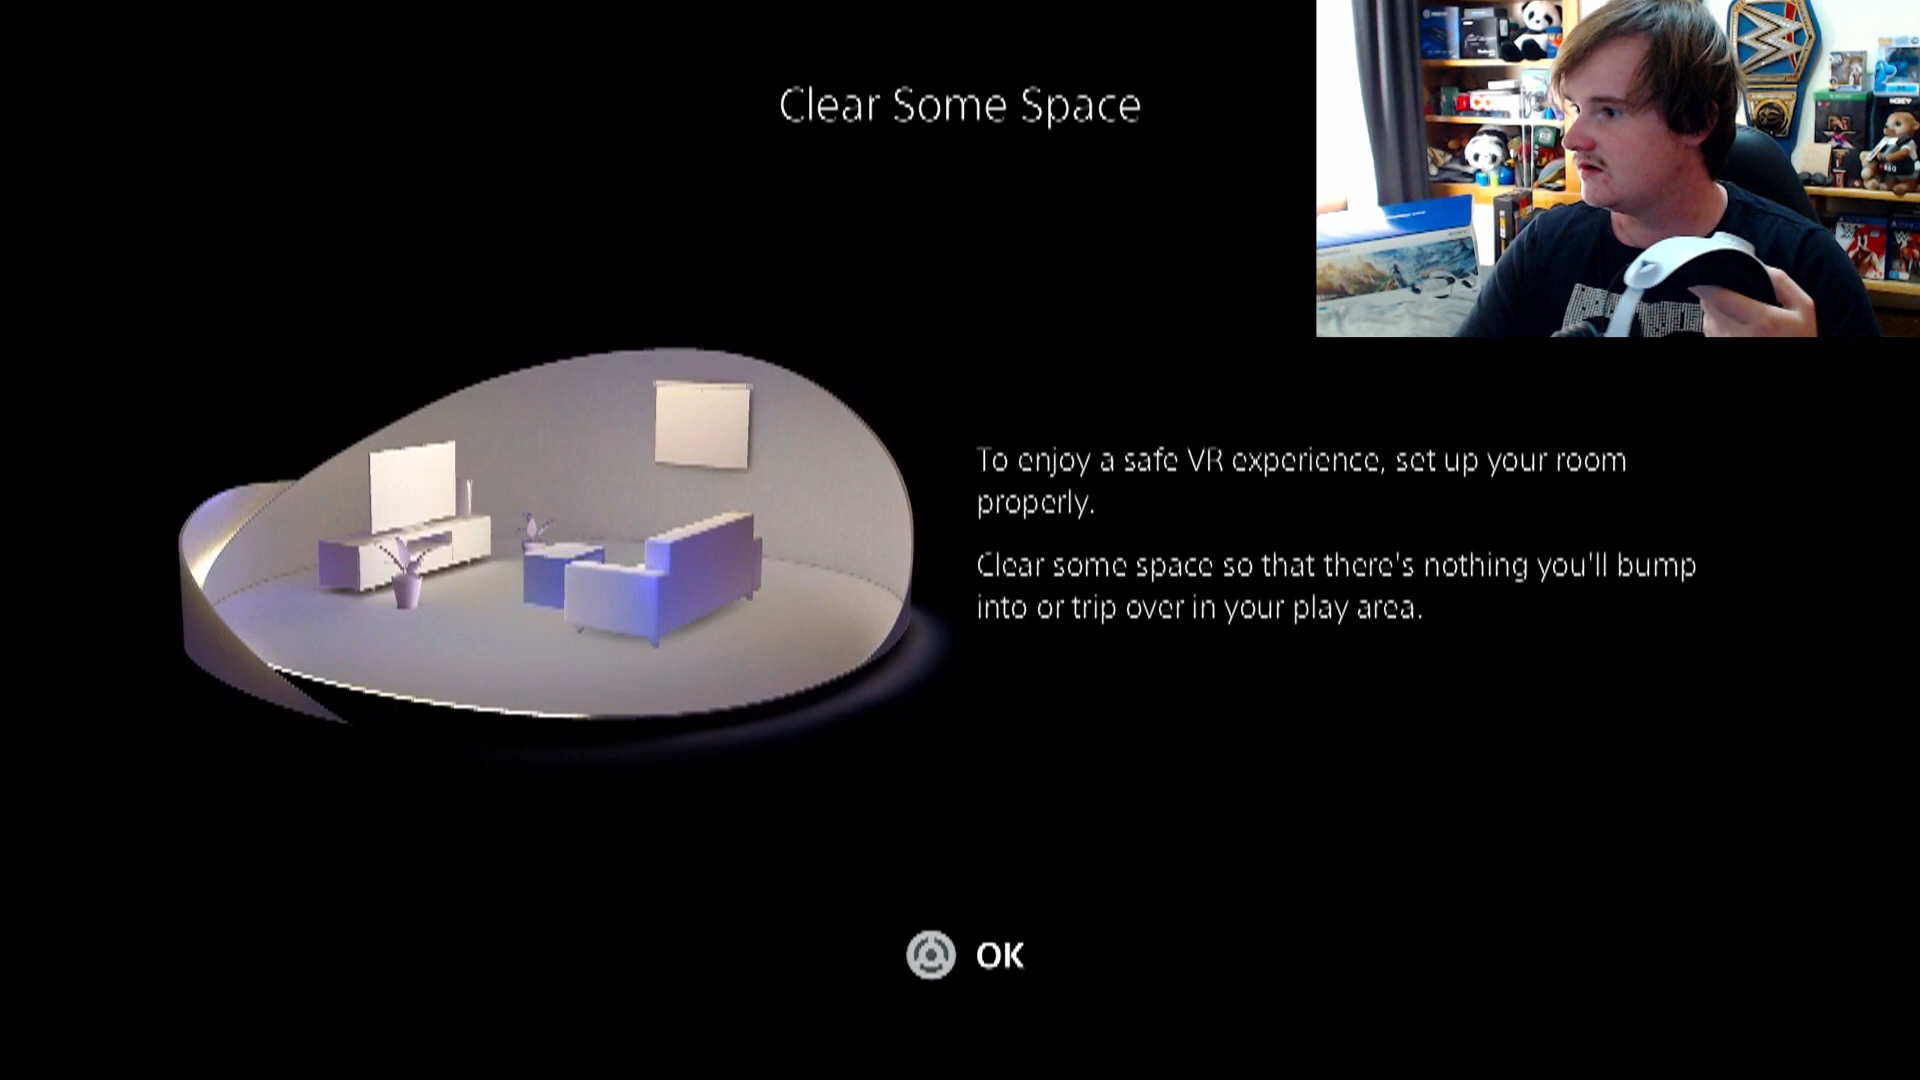 Clear Some Space
To enjoy a safe VR experience, set up your room
properly.
Clear some space so that there's nothing you'll bump
into or trip over in your play area.
OK